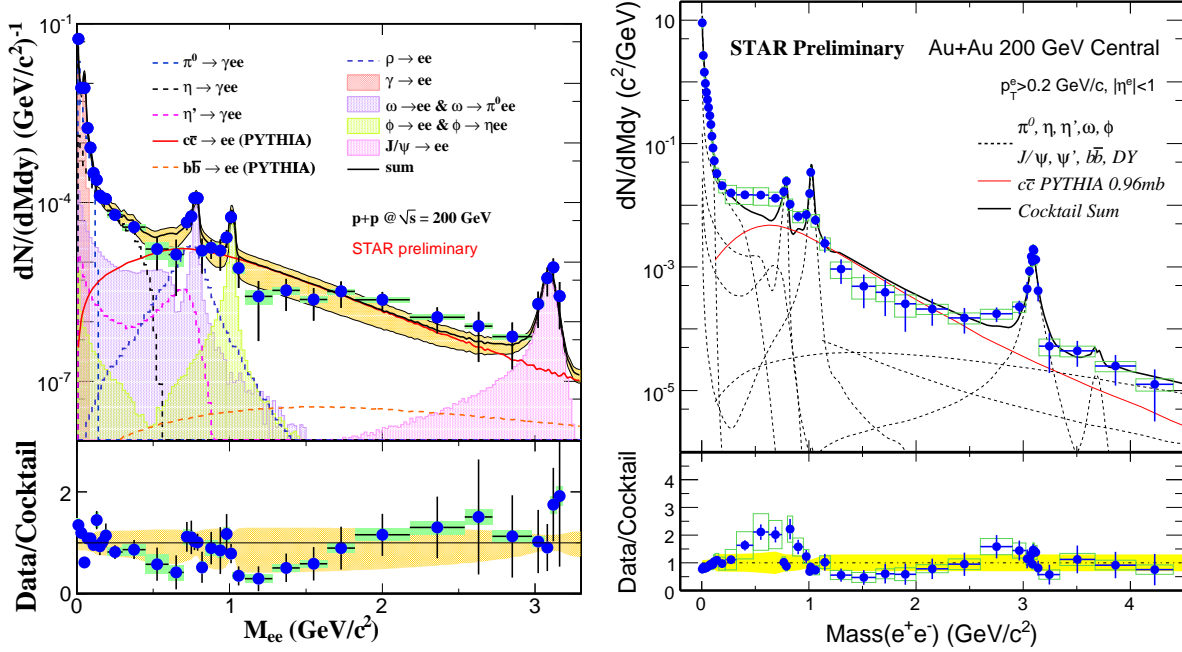 10⁻¹
10⁻⁴
10⁻⁷
dN/(dMdy) (GeV/c²)⁻¹
π⁰ → γee
η → γee
η' → γee
cc̅ → ee (PYTHIA)
bb̅ → ee (PYTHIA)
ρ → ee
γ → ee
ω → ee & ω → π⁰ee
ϕ → ee & ϕ → ηee
J/ψ → ee
sum
p+p @ √s = 200 GeV
STAR preliminary
Data/Cocktail
2
1
0
0 1 2 3
M_ee (GeV/c²)
dN/dMdy (c²/GeV)
10
10⁻¹
10⁻³
10⁻⁵
STAR Preliminary Au+Au 200 GeV Central
p_T^e>0.2 GeV/c, |η^e|<1
π⁰, η, η', ω, ϕ
J/ψ, ψ', bb̅, DY
cc̅ PYTHIA 0.96mb
Cocktail Sum
Data/Cocktail
4
3
2
1
0
0 1 2 3 4
Mass(e⁺e⁻) (GeV/c²)